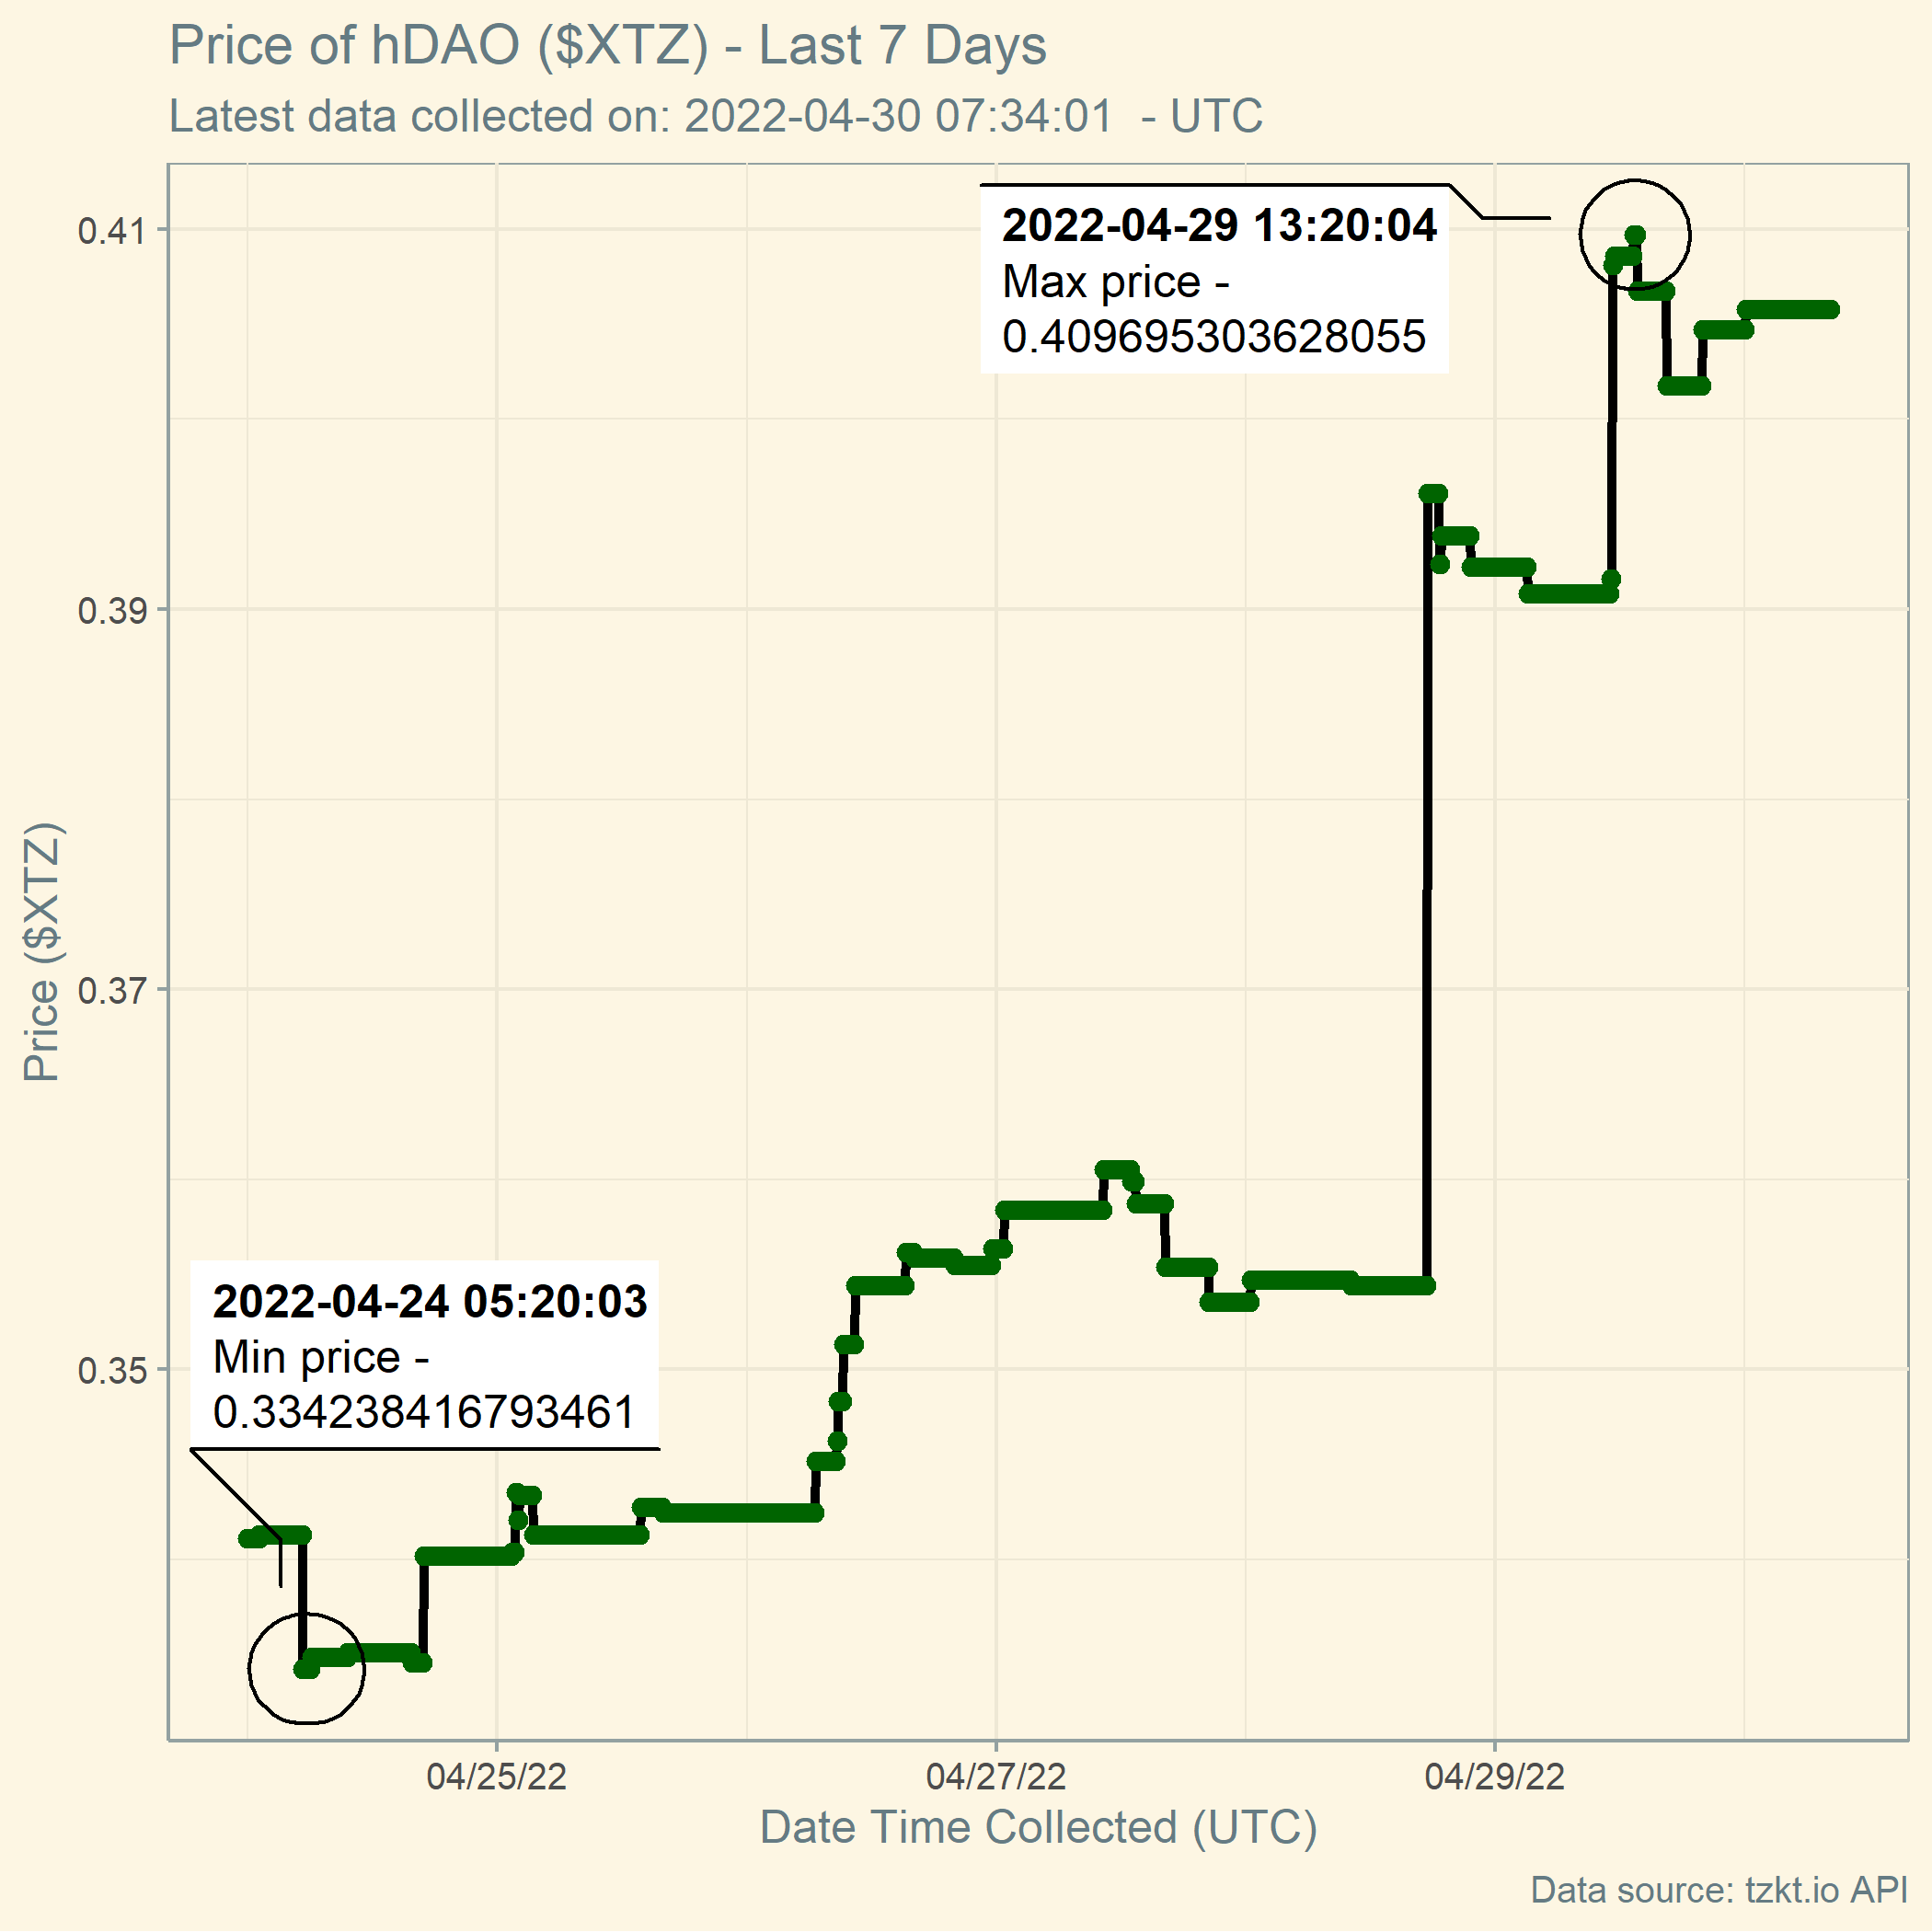 Price of hDAO ($XTZ) - Last 7 Days
Latest data collected on: 2022-04-30 07:34:01  - UTC
2022-04-29 13:20:04
Max price -
0.409695303628055
0.41
0.39
0.37
0.35
Price ($XTZ)
2022-04-24 05:20:03
Min price -
0.334238416793461
04/25/22
04/27/22
04/29/22
Date Time Collected (UTC)
Data source: tzkt.io API